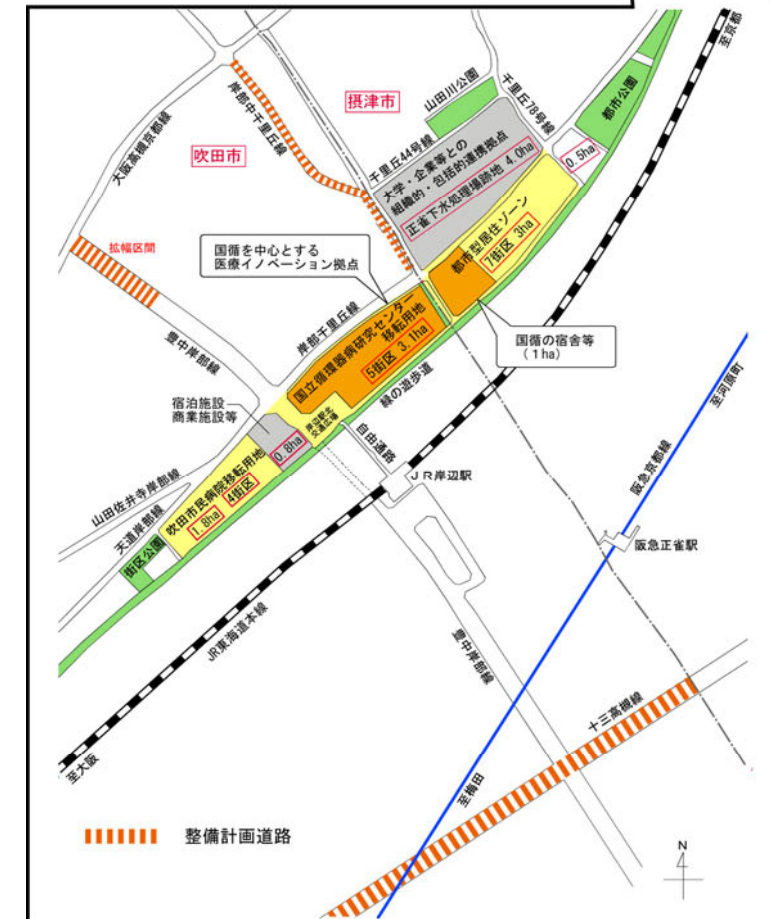 至京都
都市公園
0.5ha
千里丘78号線
山田川公園
摂津市
岸部中千里丘線
大阪高槻京都線
吹田市
千里丘44号線
大学・企業等との
組織的・包括的連携拠点
正雀下水処理場跡地 4.0ha
都市型居住ゾーン
7街区 3ha
拡幅区間
国循を中心とする
医療イノベーション拠点
岸部千里丘線
豊中岸部線
国立循環器病研究センター
移転用地
5街区 3.1ha
国循の宿舎等
(1ha)
緑の遊歩道
至河原町
宿泊施設
商業施設等
0.8ha
岸辺駅北
交通広場
自由通路
JR岸辺駅
阪急京都線
山田佐井寺岸部線
吹田市民病院移転用地
4街区
1.8ha
天道岸部線
街区公園
阪急正雀駅
JR東海道本線
豊中岸部線
十三高槻線
至大阪
至梅田
整備計画道路
N